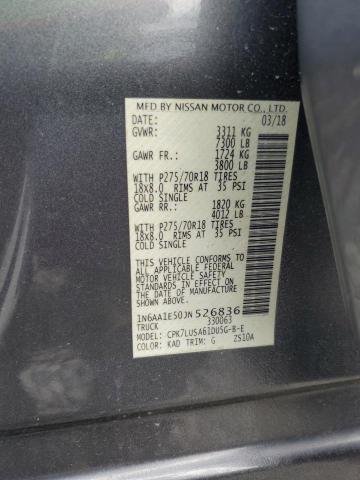 MFD BY NISSAN MOTOR CO., LTD.
DATE: 03/18
GVWR: 3311 KG
7300 LB
GAWR FR.: 1724 KG
3800 LB
WITH P275/70R18 TIRES
18x8.0 RIMS AT 35 PSI
COLD SINGLE
GAWR RR.: 1820 KG
4012 LB
WITH P275/70R18 TIRES
18x8.0 RIMS AT 35 PSI
COLD SINGLE
THIS VEHICLE CONFORMS TO
ALL APPLICABLE FEDERAL
MOTOR VEHICLE SAFETY
STANDARDS IN EFFECT ON
THE DATE OF MANUFACTURE
SHOWN ABOVE.
1N6AA1E50JN526836
TRUCK 330063
MODEL: CPK7LUSA61DU5G-B-E
COLOR: KAD TRIM: G ZS10A